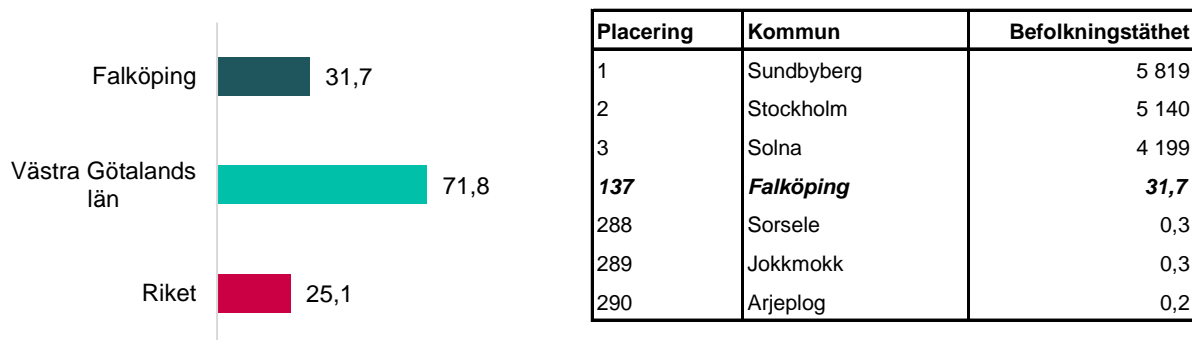 Falköping 31,7
Västra Götalands
län
71,8
Riket 25,1
Placering Kommun Befolkningstäthet
1 Sundbyberg 5 819
2 Stockholm 5 140
3 Solna 4 199
137 Falköping 31,7
288 Sorsele 0,3
289 Jokkmokk 0,3
290 Arjeplog 0,2